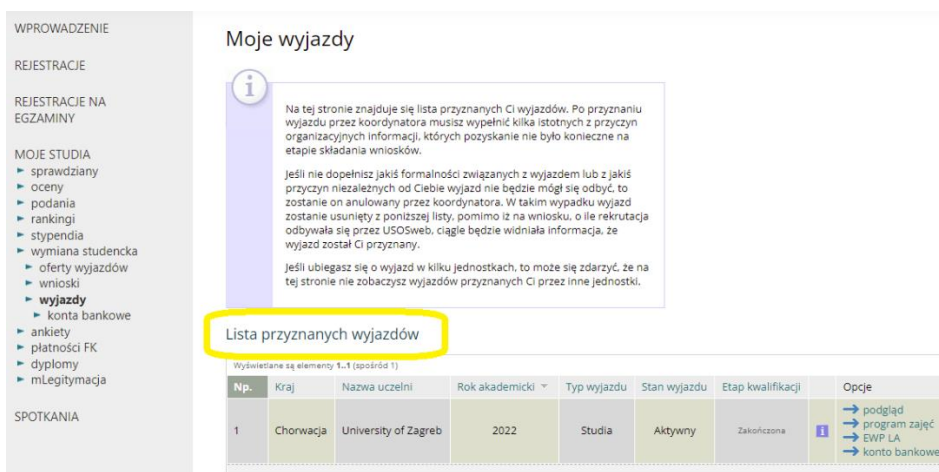 WPROWADZENIE
REJESTRACJE
REJESTRACJE NA
EGZAMINY
MOJE STUDIA
sprawdziany
oceny
podania
rankingi
stypendia
wymiana studencka
oferty wyjazdów
wnioski
wyjazdy
konta bankowe
ankiety
płatności FK
dyplomy
mLegitymacja
SPOTKANIA
Moje wyjazdy
i
Na tej stronie znajduje się lista przyznanych Ci wyjazdów. Po przyznaniu
wyjazdu przez koordynatora musisz wypełnić kilka istotnych z przyczyn
organizacyjnych informacji, których pozyskanie nie było konieczne na
etapie składania wniosków.
Jeśli nie dopełnisz jakiś formalności związanych z wyjazdem lub z jakiś
przyczyn niezależnych od Ciebie wyjazd nie będzie mógł się odbyć, to
zostanie on anulowany przez koordynatora. W takim wypadku wyjazd
zostanie usunięty z poniższej listy, pomimo iż na wniosku, o ile rekrutacja
odbywała się przez USOSweb, ciągle będzie widniała informacja, że
wyjazd został Ci przyznany.
Jeśli ubiegasz się o wyjazd w kilku jednostkach, to może się zdarzyć, że na
tej stronie nie zobaczysz wyjazdów przyznanych Ci przez inne jednostki.
Lista przyznanych wyjazdów
Wyświetlane są elementy 1..1 (spośród 1)
Np. Kraj Nazwa uczelni Rok akademicki Typ wyjazdu Stan wyjazdu Etap kwalifikacji Opcje
1 Chorwacja University of Zagreb 2022 Studia Aktywny Zakończona i
podgląd
program zajęć
EWP LA
konto bankowe